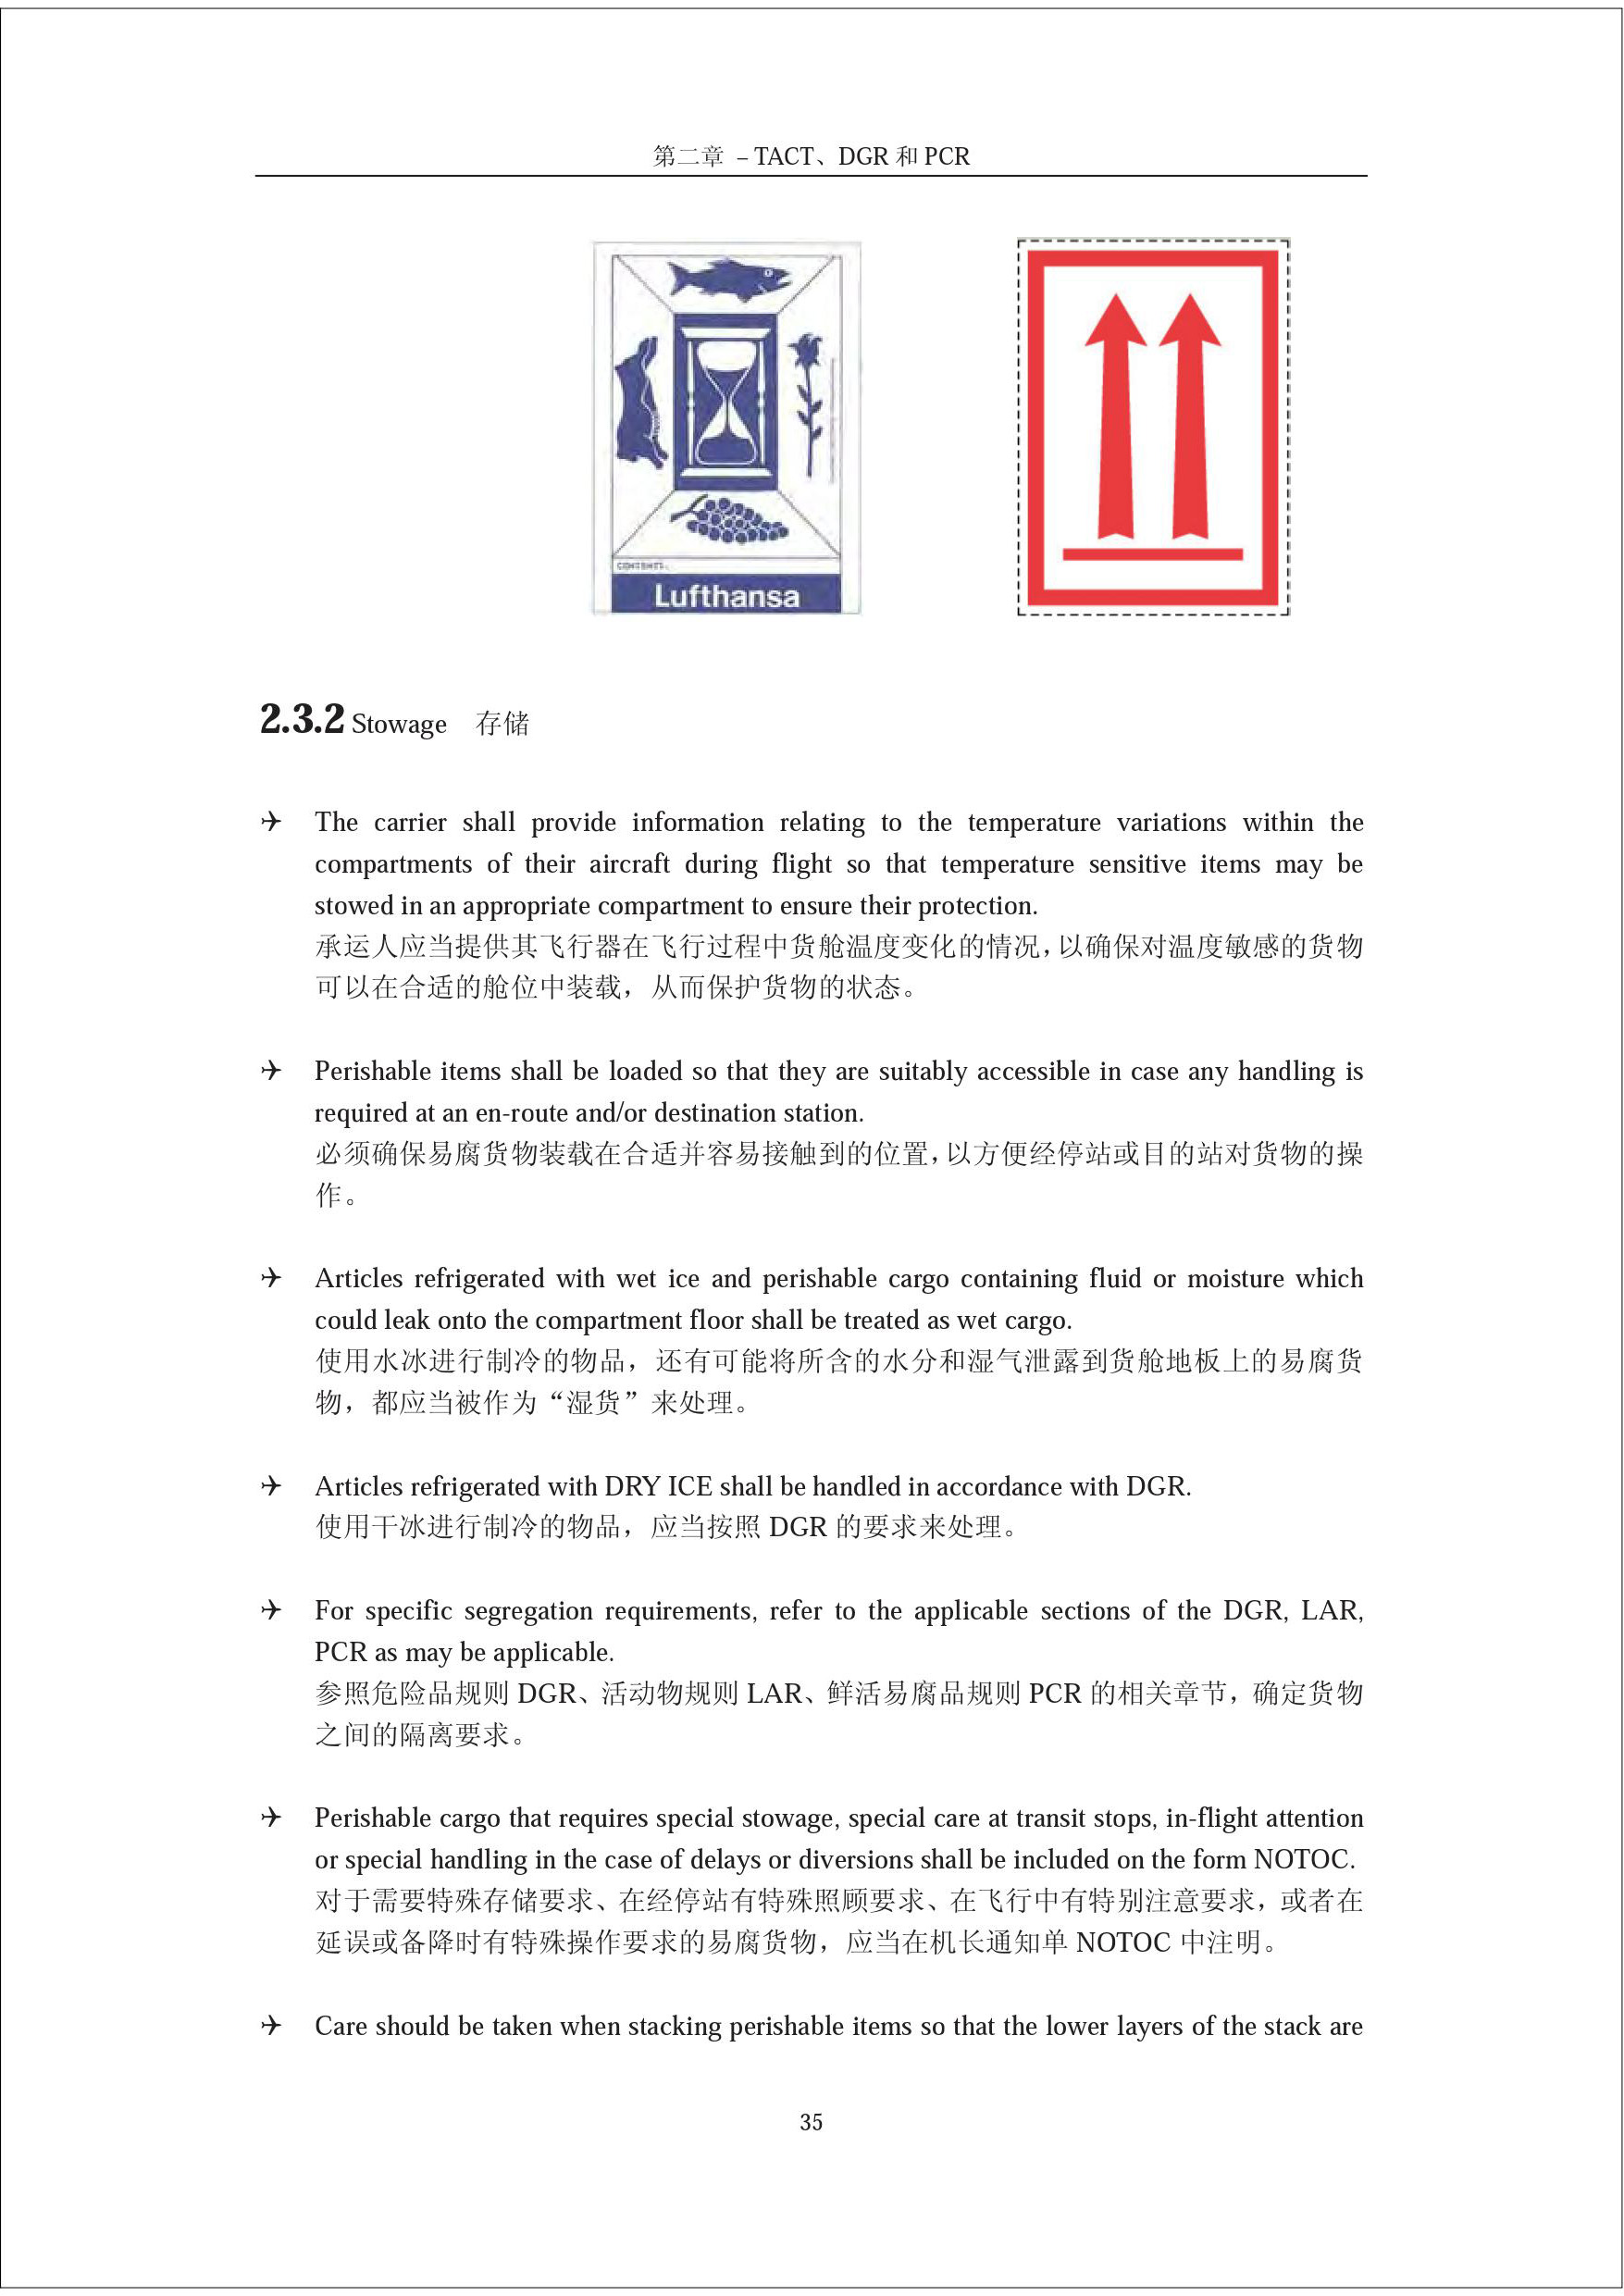 第二章 – TACT、DGR 和 PCR
CONTENTS:
Lufthansa
2.3.2 Stowage 存储
The carrier shall provide information relating to the temperature variations within the
compartments of their aircraft during flight so that temperature sensitive items may be
stowed in an appropriate compartment to ensure their protection.
承运人应当提供其飞行器在飞行过程中货舱温度变化的情况，以确保对温度敏感的货物
可以在合适的舱位中装载，从而保护货物的状态。
Perishable items shall be loaded so that they are suitably accessible in case any handling is
required at an en-route and/or destination station.
必须确保易腐货物装载在合适并容易接触到的位置，以方便经停站或目的站对货物的操
作。
Articles refrigerated with wet ice and perishable cargo containing fluid or moisture which
could leak onto the compartment floor shall be treated as wet cargo.
使用水冰进行制冷的物品，还有可能将所含的水分和湿气泄露到货舱地板上的易腐货
物，都应当被作为“湿货”来处理。
Articles refrigerated with DRY ICE shall be handled in accordance with DGR.
使用干冰进行制冷的物品，应当按照 DGR 的要求来处理。
For specific segregation requirements, refer to the applicable sections of the DGR, LAR,
PCR as may be applicable.
参照危险品规则 DGR、活动物规则 LAR、鲜活易腐品规则 PCR 的相关章节，确定货物
之间的隔离要求。
Perishable cargo that requires special stowage, special care at transit stops, in-flight attention
or special handling in the case of delays or diversions shall be included on the form NOTOC.
对于需要特殊存储要求、在经停站有特殊照顾要求、在飞行中有特别注意要求，或者在
延误或备降时有特殊操作要求的易腐货物，应当在机长通知单 NOTOC 中注明。
Care should be taken when stacking perishable items so that the lower layers of the stack are
35